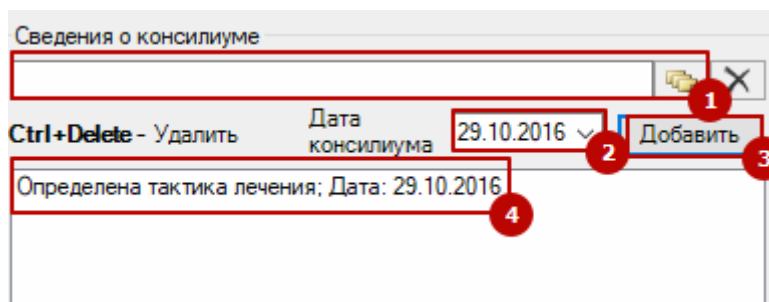 Сведения о консилиуме
1
Ctrl+Delete - Удалить
Дата
консилиума
29.10.2016
2
Добавить
3
Определена тактика лечения; Дата: 29.10.2016
4